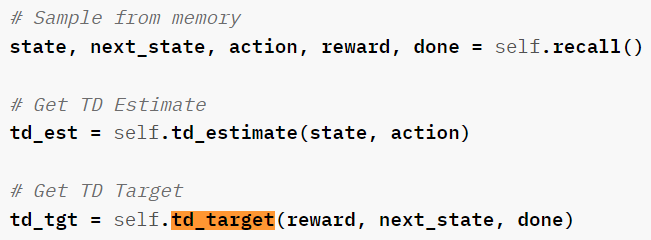 # Sample from memory
state, next_state, action, reward, done = self.recall()
# Get TD Estimate
td_est = self.td_estimate(state, action)
# Get TD Target
td_tgt = self.td_target(reward, next_state, done)